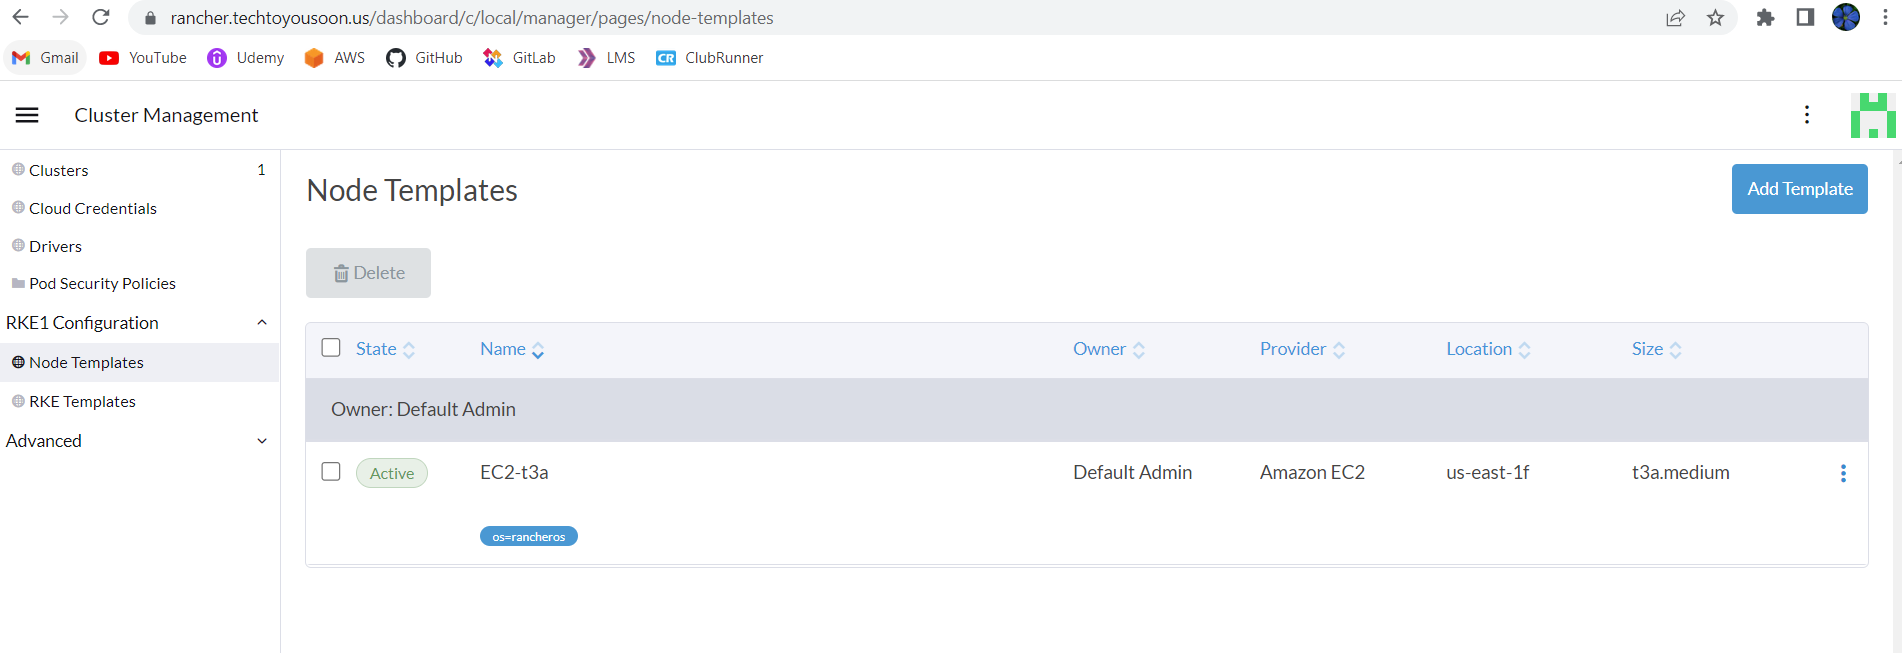 rancher.techtoyousoon.us/dashboard/c/local/manager/pages/node-templates
Gmail YouTube Udemy AWS GitHub GitLab LMS CR ClubRunner
Cluster Management
Clusters 1
Cloud Credentials
Drivers
Pod Security Policies
RKE1 Configuration
Node Templates
RKE Templates
Advanced
Node Templates
Add Template
Delete
State Name Owner Provider Location Size
Owner: Default Admin
Active EC2-t3a Default Admin Amazon EC2 us-east-1f t3a.medium
os=rancheros